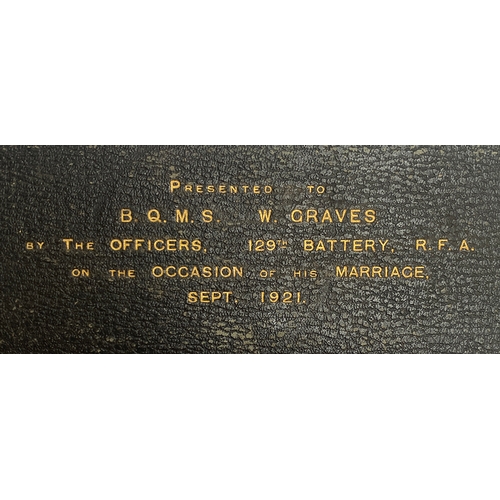 PRESENTED TO
B.Q.M.S. W. GRAVES
BY THE OFFICERS, 129TH BATTERY, R.F.A.
ON THE OCCASION OF HIS MARRIAGE,
SEPT. 1921.